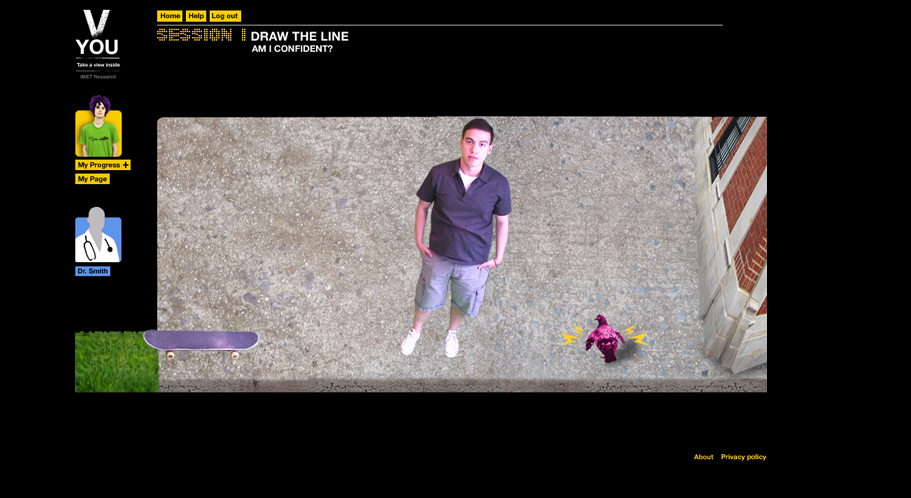 Home Help Log out
SESSION 1 DRAW THE LINE
AM I CONFIDENT?
V
YOU
Take a view inside
iMET Research
My Progress +
My Page
Dr. Smith
About Privacy policy